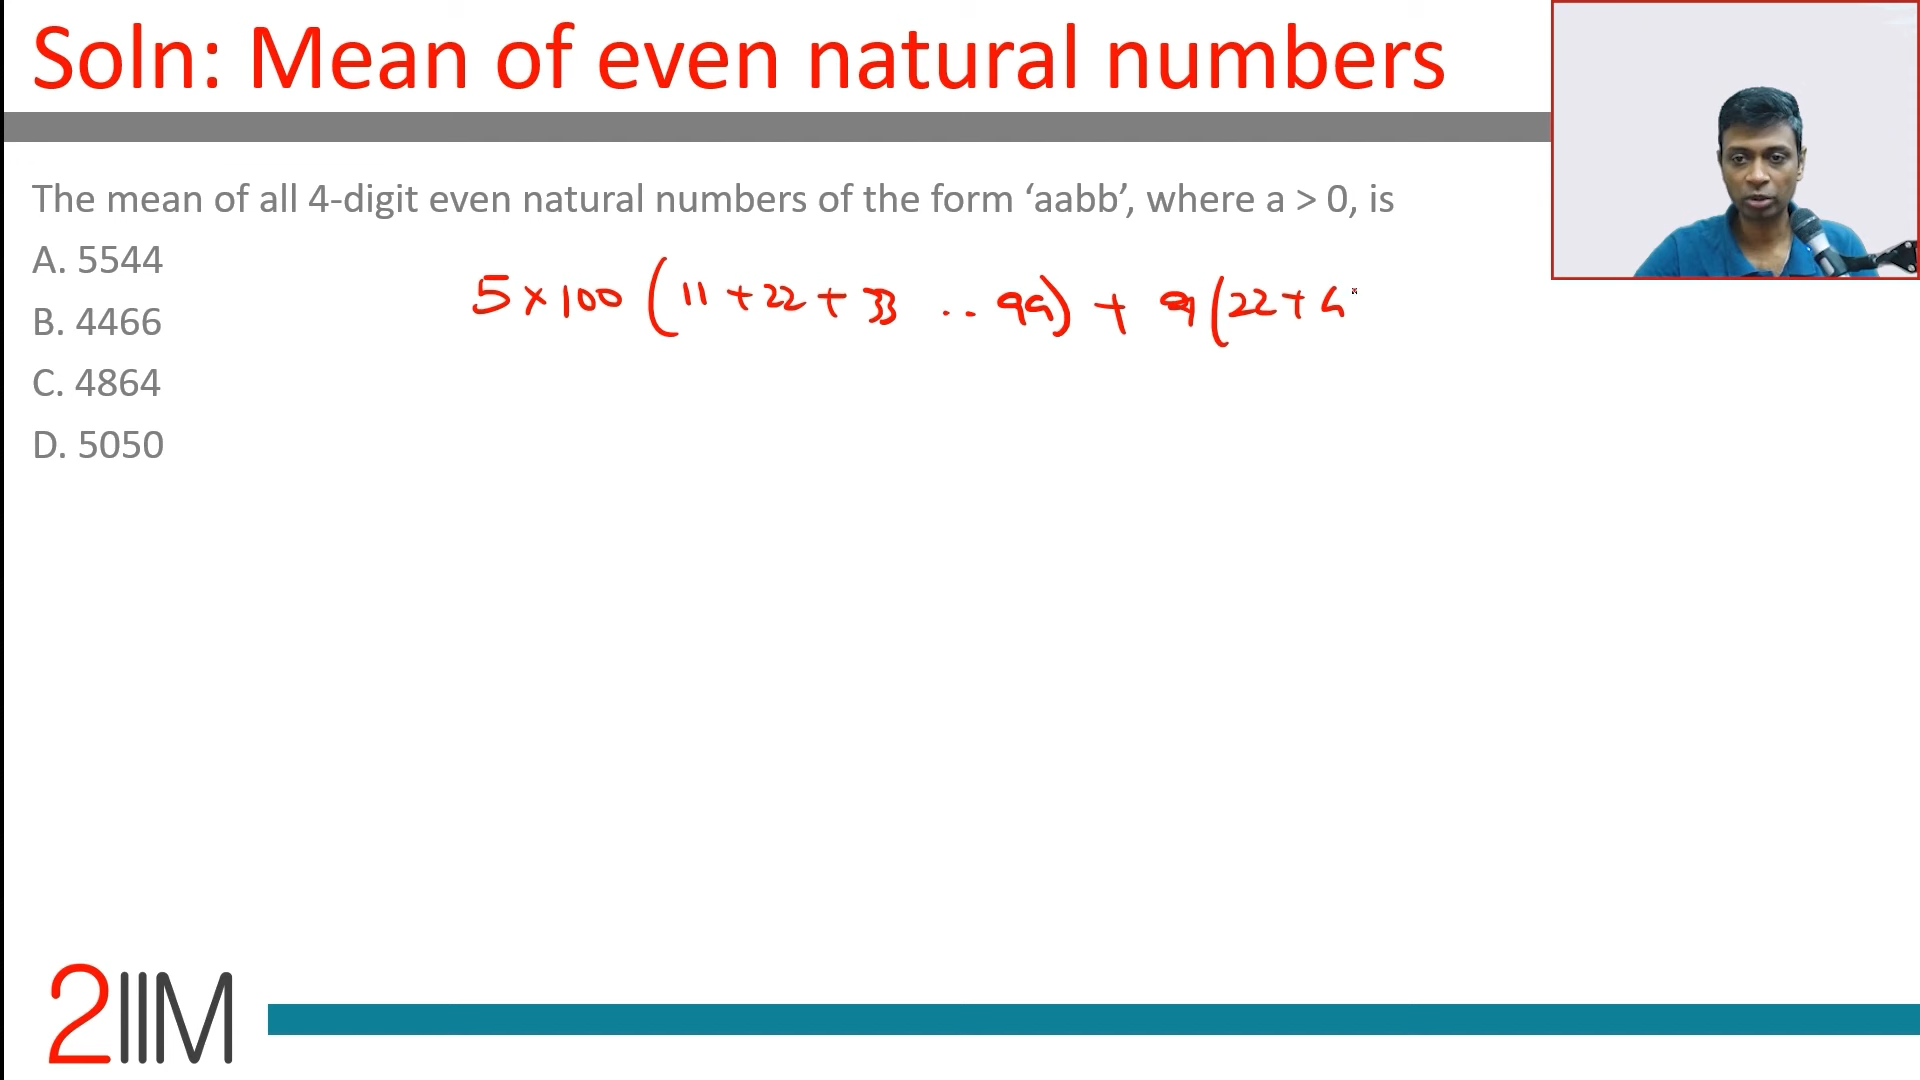 Soln: Mean of even natural numbers
The mean of all 4-digit even natural numbers of the form ‘aabb’, where a > 0, is
A. 5544
5 × 100 ( 11 + 22 + 33 .. 99 ) + 9 ( 22 + 4
B. 4466
C. 4864
D. 5050
2IIM